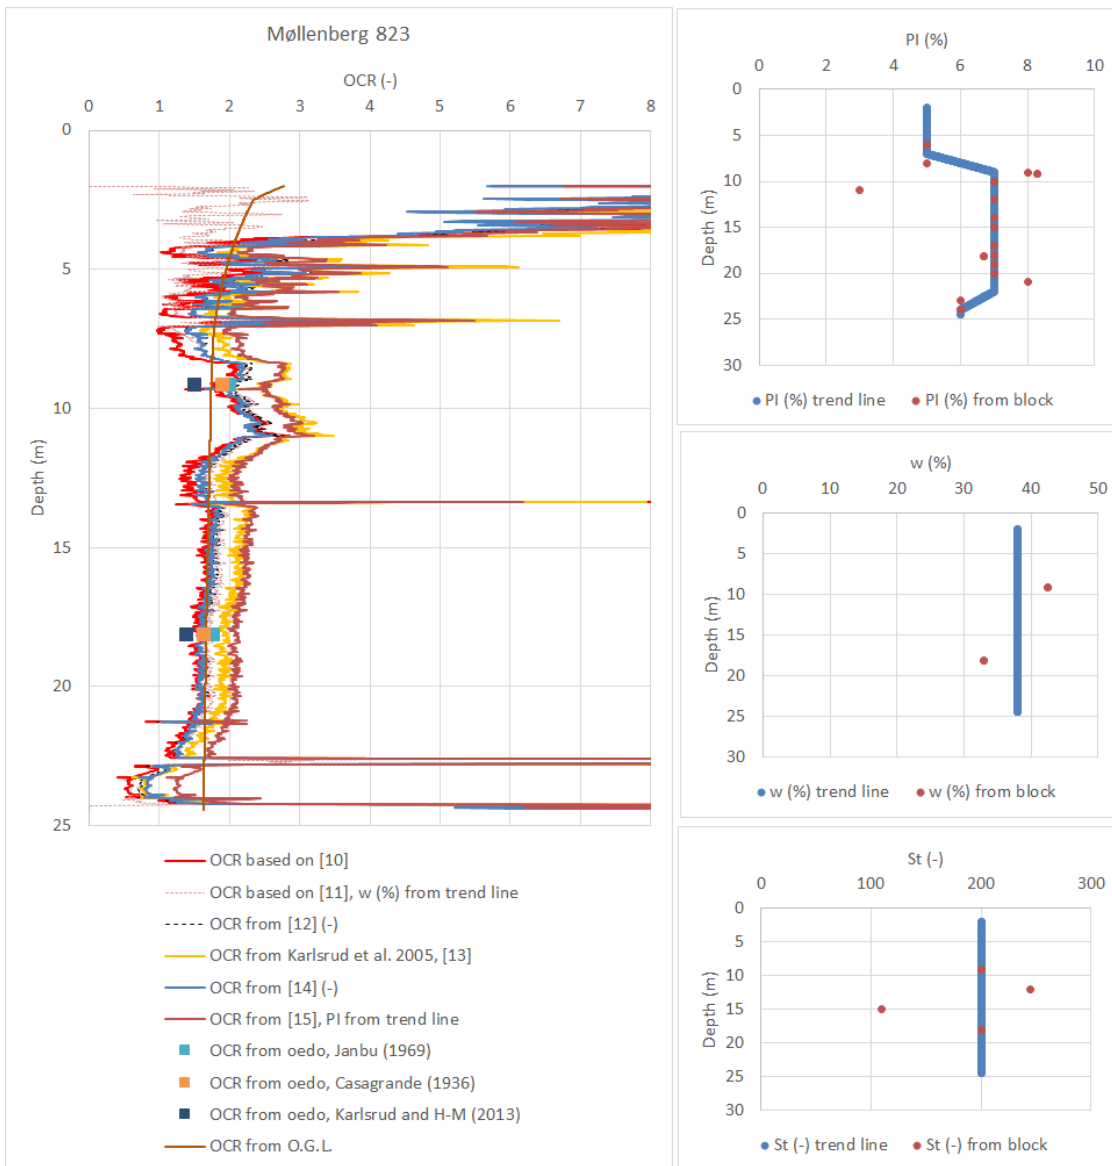 Møllenberg 823
OCR (-)
0 1 2 3 4 5 6 7 8
0
5
10
15
20
25
Depth (m)
OCR based on [10]
OCR based on [11], w (%) from trend line
OCR from [12] (-)
OCR from Karlsrud et al. 2005, [13]
OCR from [14] (-)
OCR from [15], PI from trend line
OCR from oedo, Janbu (1969)
OCR from oedo, Casagrande (1936)
OCR from oedo, Karlsrud and H-M (2013)
OCR from O.G.L.
PI (%)
0 2 4 6 8 10
0
5
10
15
20
25
30
Depth (m)
PI (%) trend line PI (%) from block
w (%)
0 10 20 30 40 50
0
5
10
15
20
25
30
Depth (m)
w (%) trend line w (%) from block
St (-)
0 100 200 300
0
5
10
15
20
25
30
Depth (m)
St (-) trend line St (-) from block